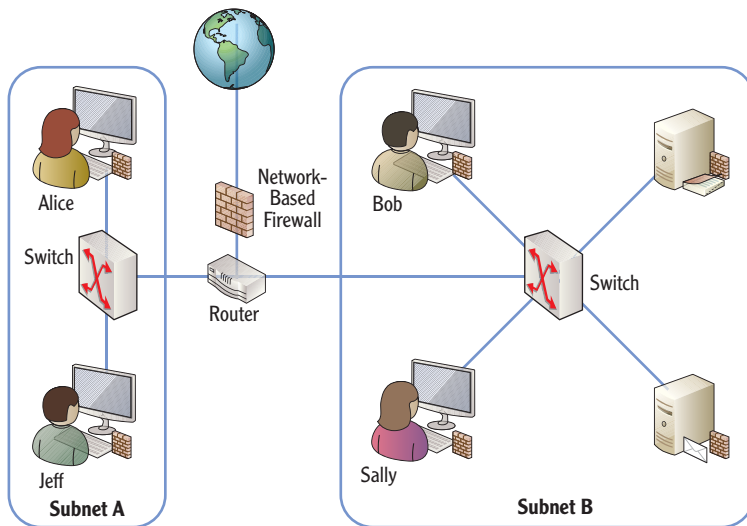 Alice
Network-
Based
Firewall
Bob
Switch
Switch
Router
Jeff
Sally
Subnet A
Subnet B